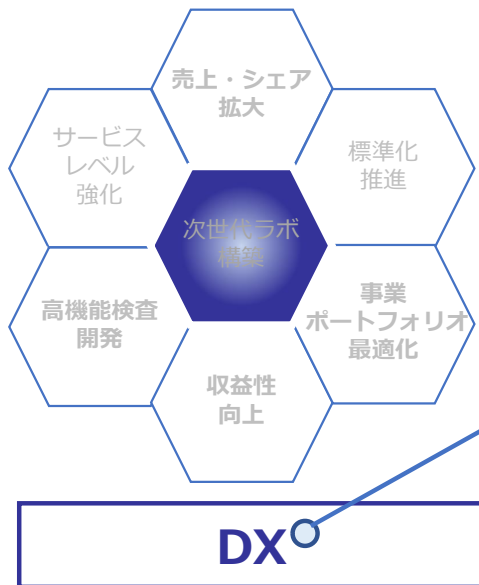 売上・シェア
拡大
サービス
レベル
強化
標準化
推進
次世代ラボ
構築
高機能検査
開発
事業
ポートフォリオ
最適化
収益性
向上
DX